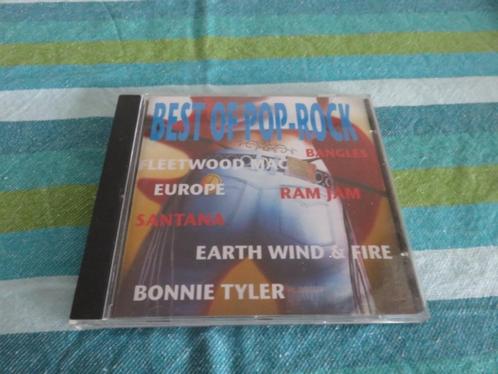 BEST OF POP-ROCK
BANGLES
FLEETWOOD MAC
EUROPE
RAM JAM
SANTANA
EARTH WIND & FIRE
BONNIE TYLER